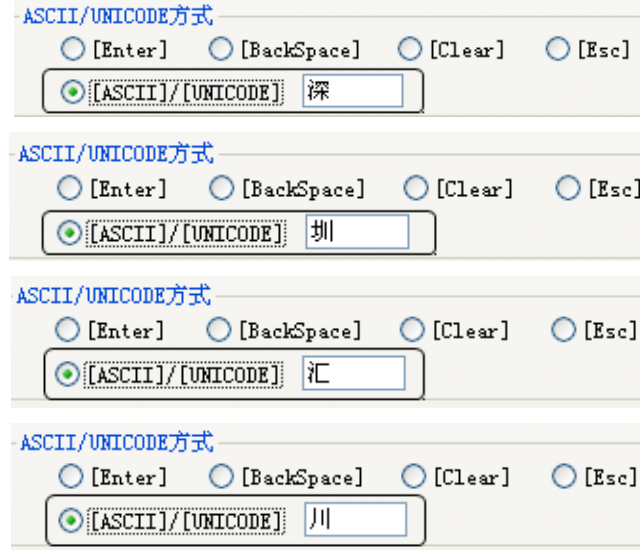 ASCII/UNICODE方式
[Enter] [BackSpace] [Clear] [Esc]
[ASCII]/[UNICODE] 深
ASCII/UNICODE方式
[Enter] [BackSpace] [Clear] [Esc]
[ASCII]/[UNICODE] 圳
ASCII/UNICODE方式
[Enter] [BackSpace] [Clear] [Esc]
[ASCII]/[UNICODE] 汇
ASCII/UNICODE方式
[Enter] [BackSpace] [Clear] [Esc]
[ASCII]/[UNICODE] 川